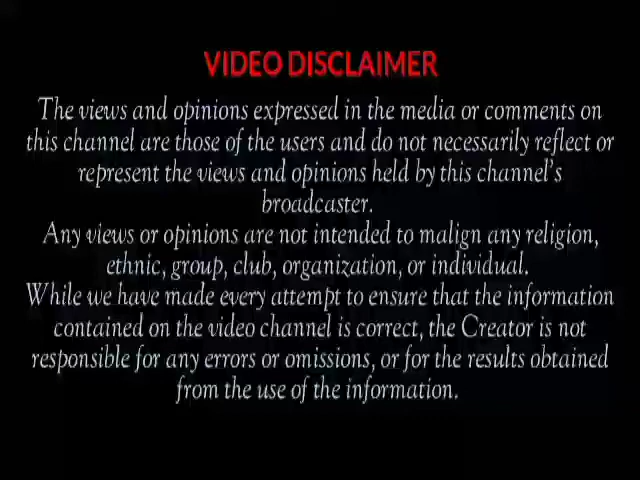 VIDEO DISCLAIMER
The views and opinions expressed in the media or comments on
this channel are those of the users and do not necessarily reflect or
represent the views and opinions held by this channel's
broadcaster.
Any views or opinions are not intended to malign any religion,
ethnic, group, club, organization, or individual.
While we have made every attempt to ensure that the information
contained on the video channel is correct, the Creator is not
responsible for any errors or omissions, or for the results obtained
from the use of the information.